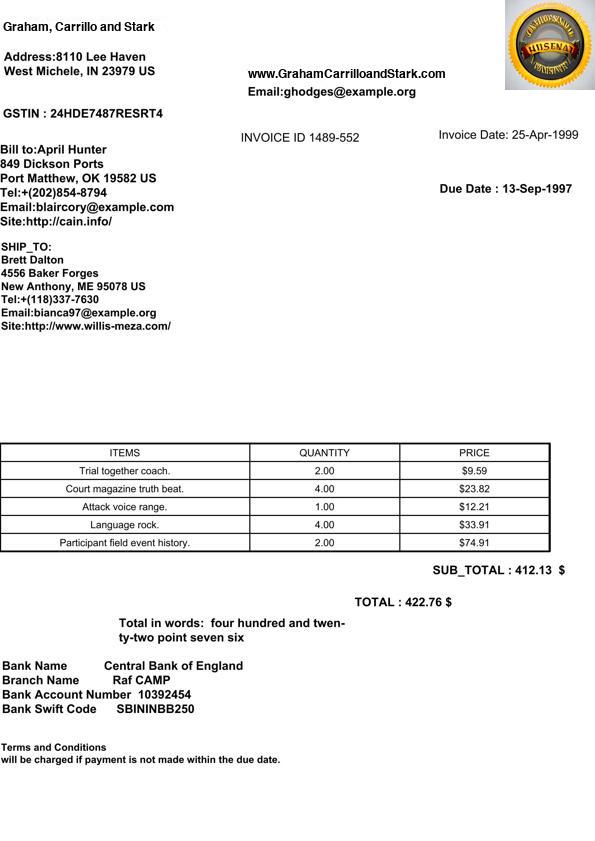 Graham, Carrillo and Stark
Address:8110 Lee Haven
West Michele, IN 23979 US
www.GrahamCarrilloandStark.com
Email:ghodges@example.org
HUSENAT
GSTIN : 24HDE7487RESRT4
INVOICE ID 1489-552
Invoice Date: 25-Apr-1999
Bill to:April Hunter
849 Dickson Ports
Port Matthew, OK 19582 US
Tel:+(202)854-8794
Email:blaircory@example.com
Site:http://cain.info/
Due Date : 13-Sep-1997
SHIP_TO:
Brett Dalton
4556 Baker Forges
New Anthony, ME 95078 US
Tel:+(118)337-7630
Email:bianca97@example.org
Site:http://www.willis-meza.com/
ITEMS QUANTITY PRICE
Trial together coach. 2.00 $9.59
Court magazine truth beat. 4.00 $23.82
Attack voice range. 1.00 $12.21
Language rock. 4.00 $33.91
Participant field event history. 2.00 $74.91
SUB_TOTAL : 412.13 $
TOTAL : 422.76 $
Total in words: four hundred and twen-
ty-two point seven six
Bank Name Central Bank of England
Branch Name Raf CAMP
Bank Account Number 10392454
Bank Swift Code SBININBB250
Terms and Conditions
will be charged if payment is not made within the due date.